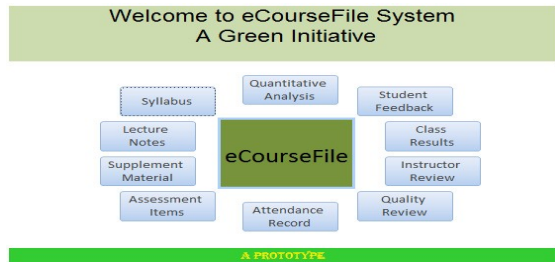 Welcome to eCourseFile System
A Green Initiative
Quantitative
Analysis
Syllabus
Student
Feedback
Lecture
Notes
eCourseFile
Class
Results
Supplement
Material
Instructor
Review
Assessment
Items
Attendance
Record
Quality
Review
A PROTOTYPE